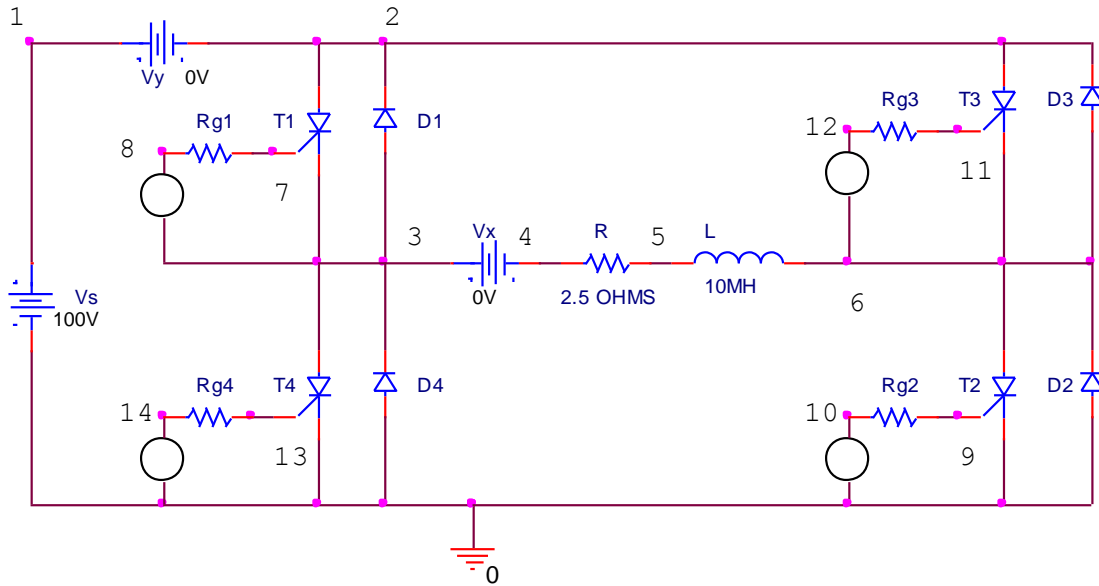 1
2
Vy 0V
Rg1 T1 D1
8
7
Rg3 T3 D3
12
11
3 Vx 4 R 5 L
0V 2.5 OHMS 10MH
6
Vs
100V
Rg4 T4 D4
14
13
Rg2 T2 D2
10
9
0